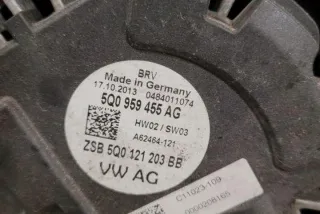 BRV
Made in Germany
17.10.2013 0484011074
5Q0 959 455 AG
HW02 / SW03
A62464-121
ZSB 5Q0 121 203 BB
VW AG
C11023-109
0000208165